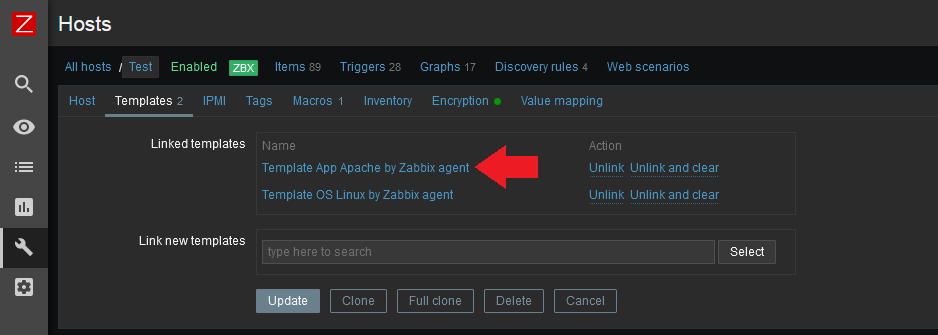 Z Hosts
All hosts / Test Enabled ZBX Items 89 Triggers 28 Graphs 17 Discovery rules 4 Web scenarios
Host Templates 2 IPMI Tags Macros 1 Inventory Encryption Value mapping
Linked templates Name Action
Template App Apache by Zabbix agent Unlink Unlink and clear
Template OS Linux by Zabbix agent Unlink Unlink and clear
Link new templates type here to search Select
Update Clone Full clone Delete Cancel